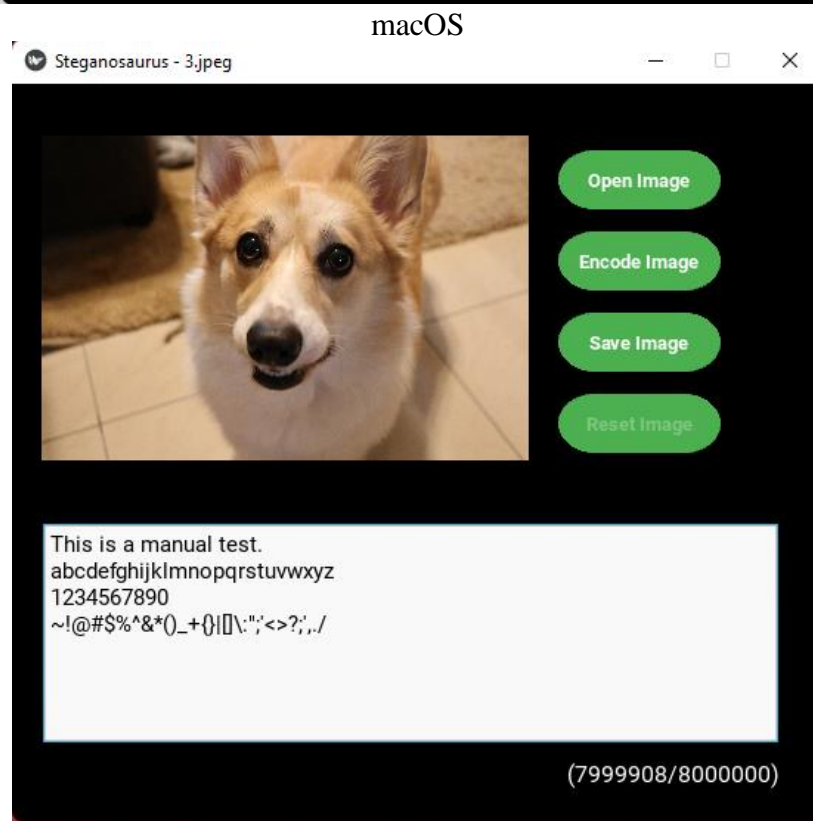 macOS
Steganosaurus - 3.jpeg
Open Image
Encode Image
Save Image
Reset Image
This is a manual test.
abcdefghijklmnopqrstuvwxyz
1234567890
~!@#$%^&*()_+{}|[]\:";'<>?;',./
(7999908/8000000)